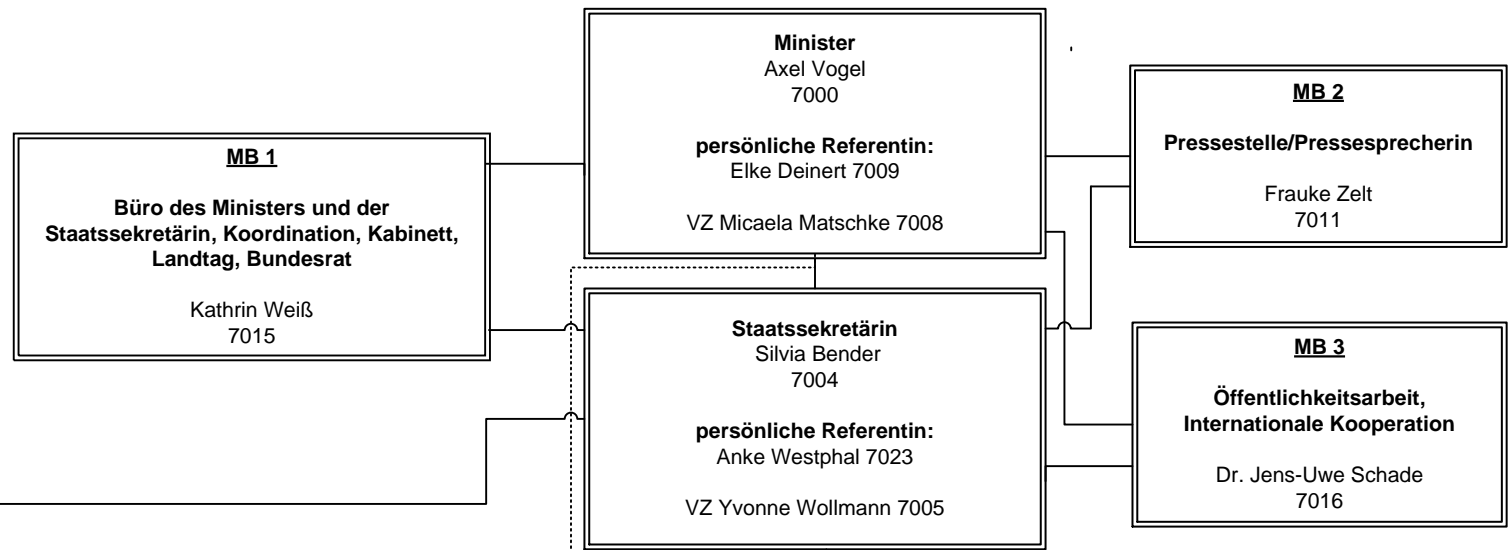 Minister
Axel Vogel
7000
persönliche Referentin:
Elke Deinert 7009
VZ Micaela Matschke 7008
MB 1
Büro des Ministers und der
Staatssekretärin, Koordination, Kabinett,
Landtag, Bundesrat
Kathrin Weiß
7015
MB 2
Pressestelle/Pressesprecherin
Frauke Zelt
7011
Staatssekretärin
Silvia Bender
7004
persönliche Referentin:
Anke Westphal 7023
VZ Yvonne Wollmann 7005
MB 3
Öffentlichkeitsarbeit,
Internationale Kooperation
Dr. Jens-Uwe Schade
7016